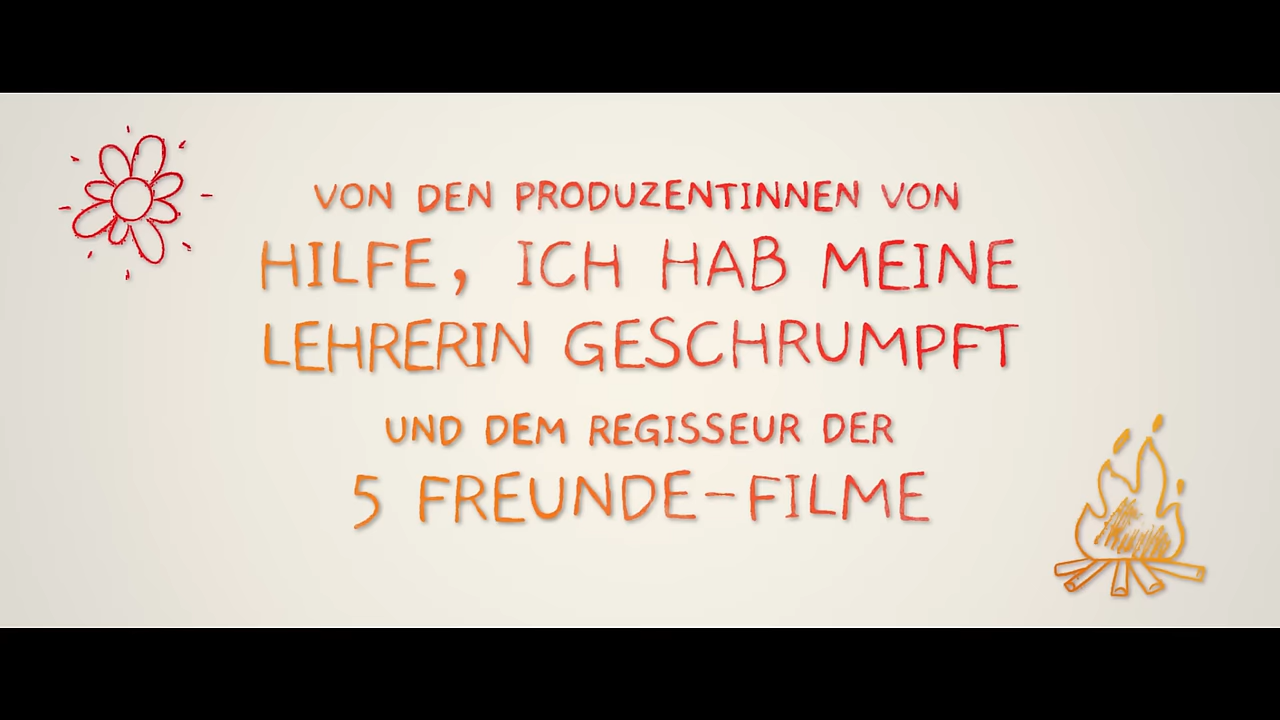 VON DEN PRODUZENTINNEN VON
HILFE, ICH HAB MEINE
LEHRERIN GESCHRUMPFT
UND DEM REGISSEUR DER
5 FREUNDE-FILME